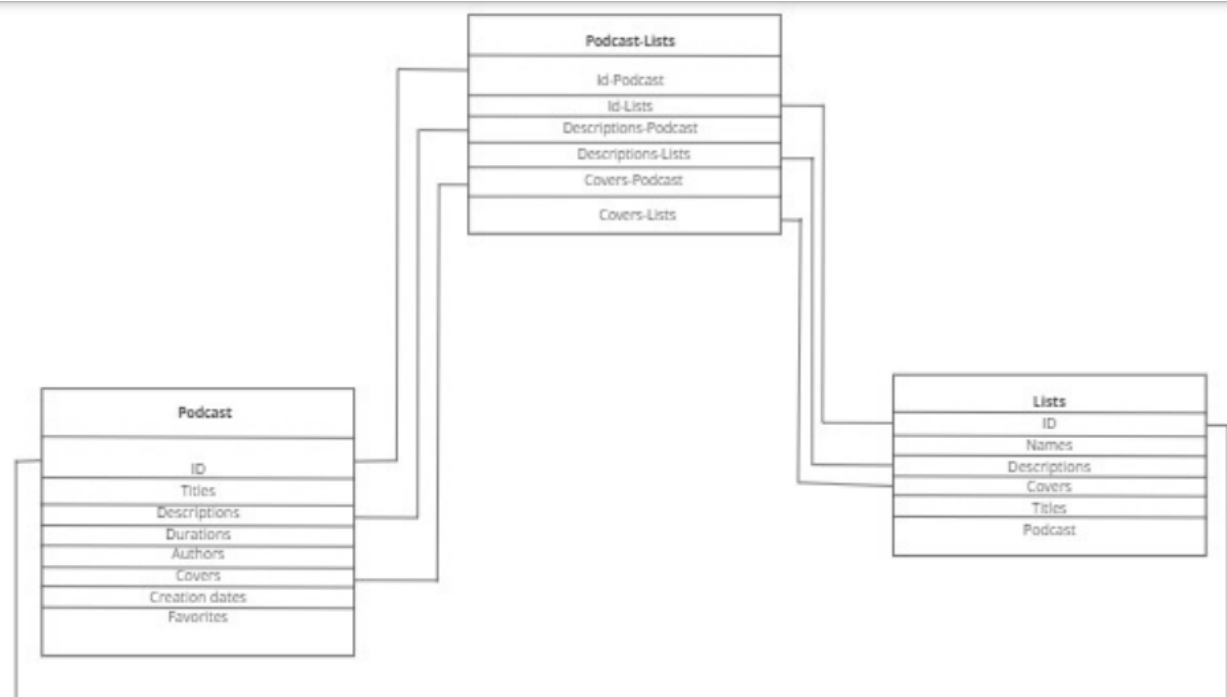 Podcast-Lists
Id-Podcast
Id-Lists
Descriptions-Podcast
Descriptions-Lists
Covers-Podcast
Covers-Lists
Podcast
ID
Titles
Descriptions
Durations
Authors
Covers
Creation dates
Favorites
Lists
ID
Names
Descriptions
Covers
Titles
Podcast